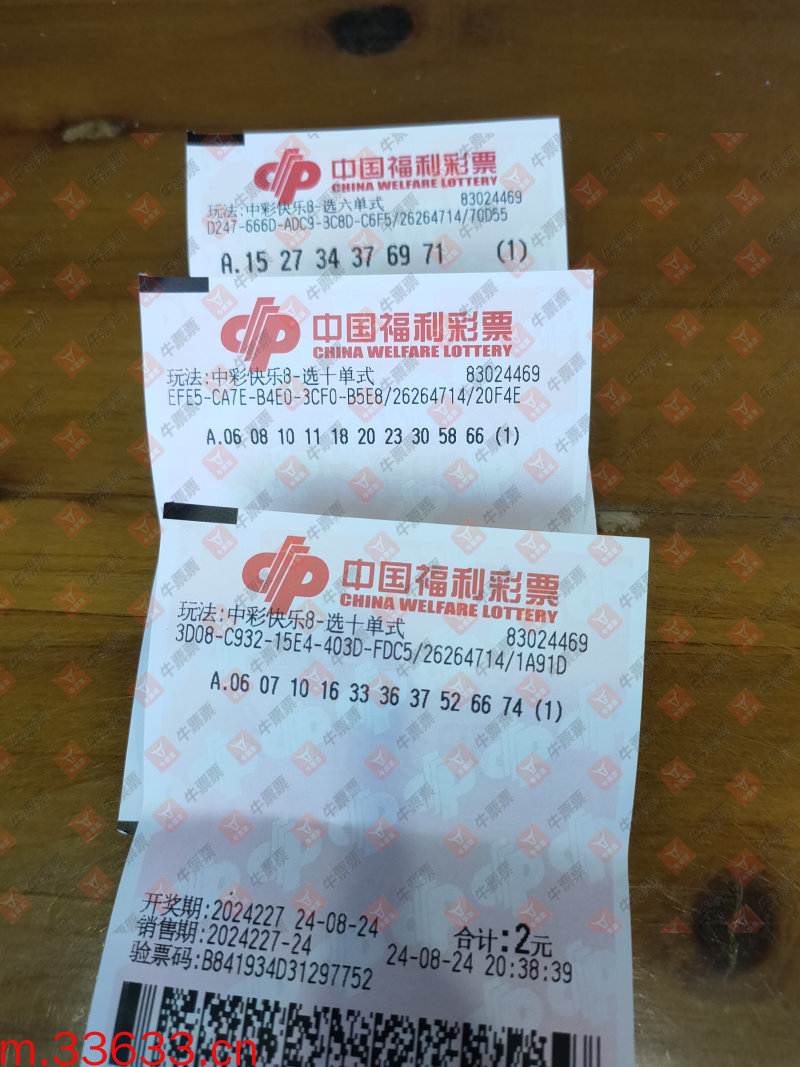 中国福利彩票
CHINA WELFARE LOTTERY
玩法:中彩快乐8-选六单式 83024469
D247-666D-ADC9-3C8D-C6F5/26264714/70D55
A.15 27 34 37 69 71 (1)
中国福利彩票
CHINA WELFARE LOTTERY
玩法:中彩快乐8-选十单式 83024469
EFE5-CA7E-B4E0-3CF0-B5E8/26264714/20F4E
A.06 08 10 11 18 20 23 30 58 66 (1)
中国福利彩票
CHINA WELFARE LOTTERY
玩法:中彩快乐8-选十单式 83024469
3D08-C932-15E4-403D-FDC5/26264714/1A91D
A.06 07 10 16 33 36 37 52 66 74 (1)
开奖期:2024227 24-08-24 合计:2元
销售期:2024227-24 24-08-24 20:38:39
验票码:B841934D31297752
m.33633.cn
牛票票